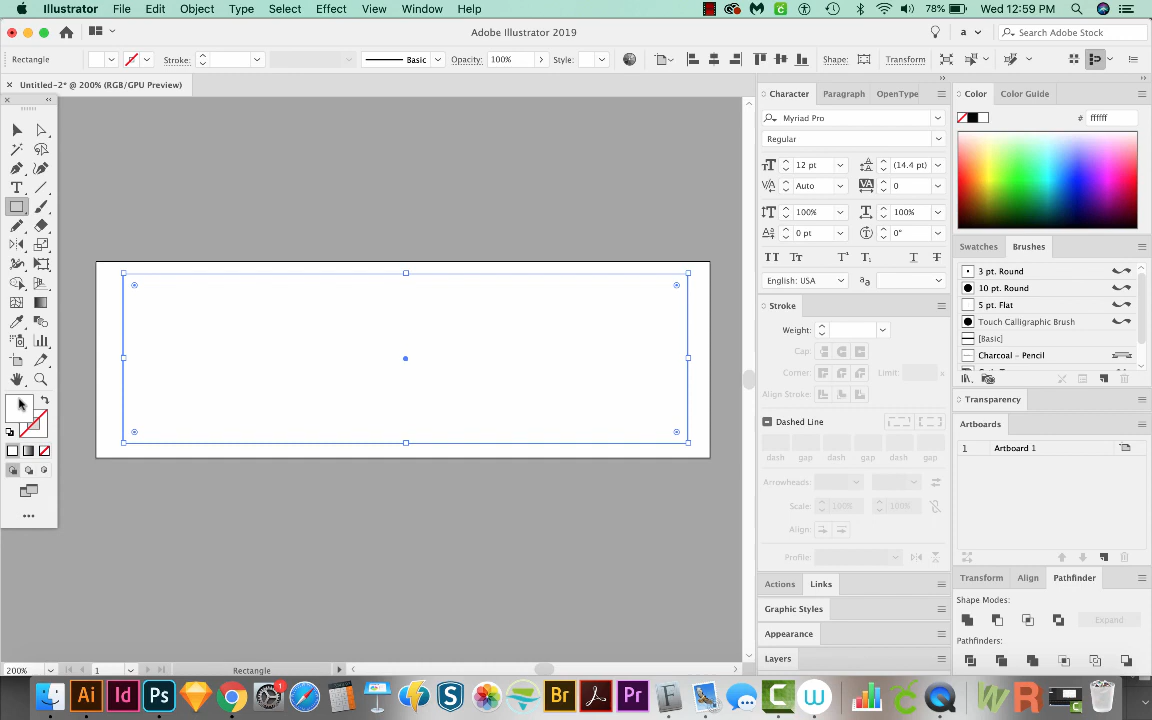 Illustrator File Edit Object Type Select Effect View Window Help 78% Wed 12:59 PM
Adobe Illustrator 2019 a Search Adobe Stock
Rectangle Stroke: Basic Opacity: 100% Style: Shape: Transform
Untitled-2* @ 200% (RGB/GPU Preview)
Character Paragraph OpenType
Myriad Pro
Regular
12 pt (14.4 pt)
Auto 0
100% 100%
0 pt 0°
English: USA
Stroke
Weight:
Cap:
Corner: Limit:
Align Stroke:
Dashed Line
dash gap dash gap dash gap
Arrowheads:
Scale: 100% 100%
Align:
Profile:
Actions Links
Graphic Styles
Appearance
Layers
Color Color Guide
# ffffff
Swatches Brushes
3 pt. Round
10 pt. Round
5 pt. Flat
Touch Calligraphic Brush
[Basic]
Charcoal - Pencil
Transparency
Artboards
1 Artboard 1
Transform Align Pathfinder
Shape Modes:
Expand
Pathfinders:
200% 1 Rectangle
Ai Id Ps 1 S Br Pr F C W W R